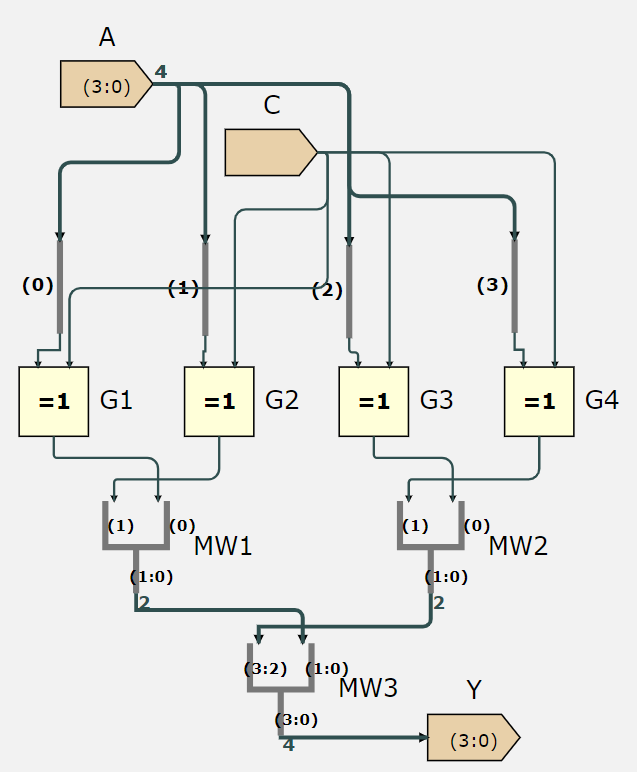 A
4
(3:0)
C
(0)
(1)
(2)
(3)
=1
G1
=1
G2
=1
G3
=1
G4
(1)
(0)
MW1
(1)
(0)
MW2
(1:0)
(1:0)
2
2
(3:2)
(1:0)
MW3
Y
(3:0)
4
(3:0)